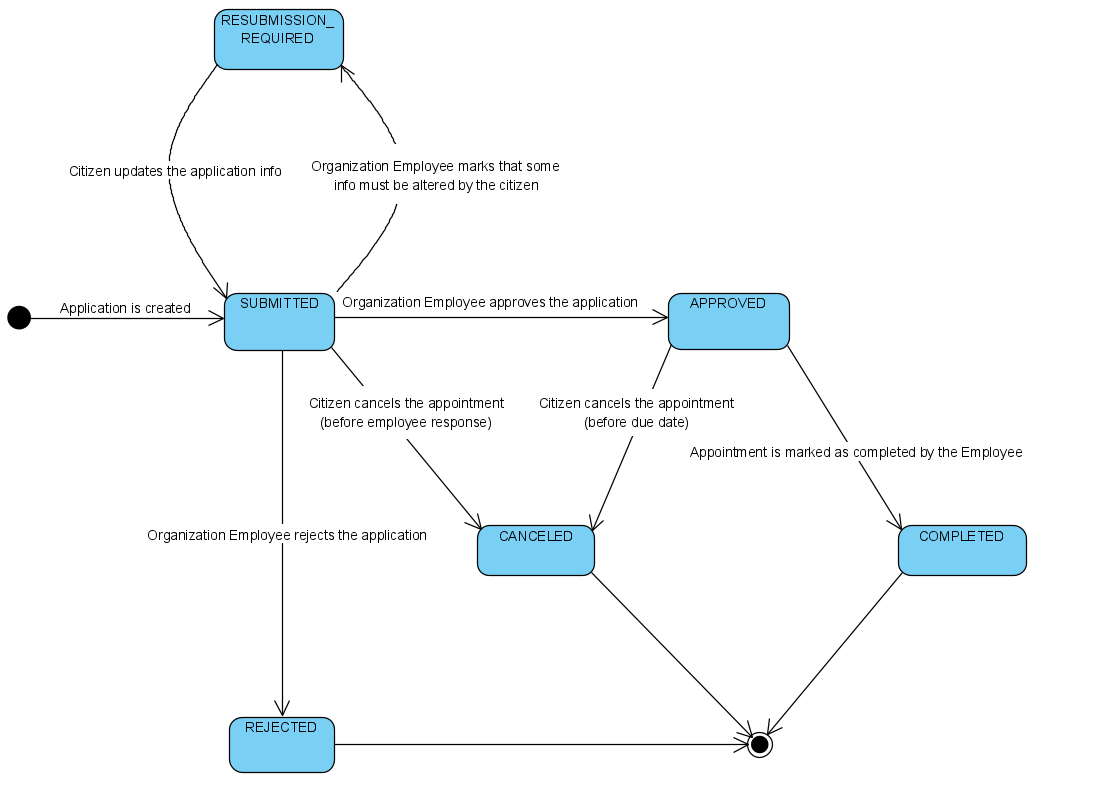 RESUBMISSION_
REQUIRED
Citizen updates the application info
Organization Employee marks that some
info must be altered by the citizen
Application is created
SUBMITTED
Organization Employee approves the application
APPROVED
Citizen cancels the appointment
(before employee response)
Citizen cancels the appointment
(before due date)
Appointment is marked as completed by the Employee
Organization Employee rejects the application
CANCELED
COMPLETED
REJECTED